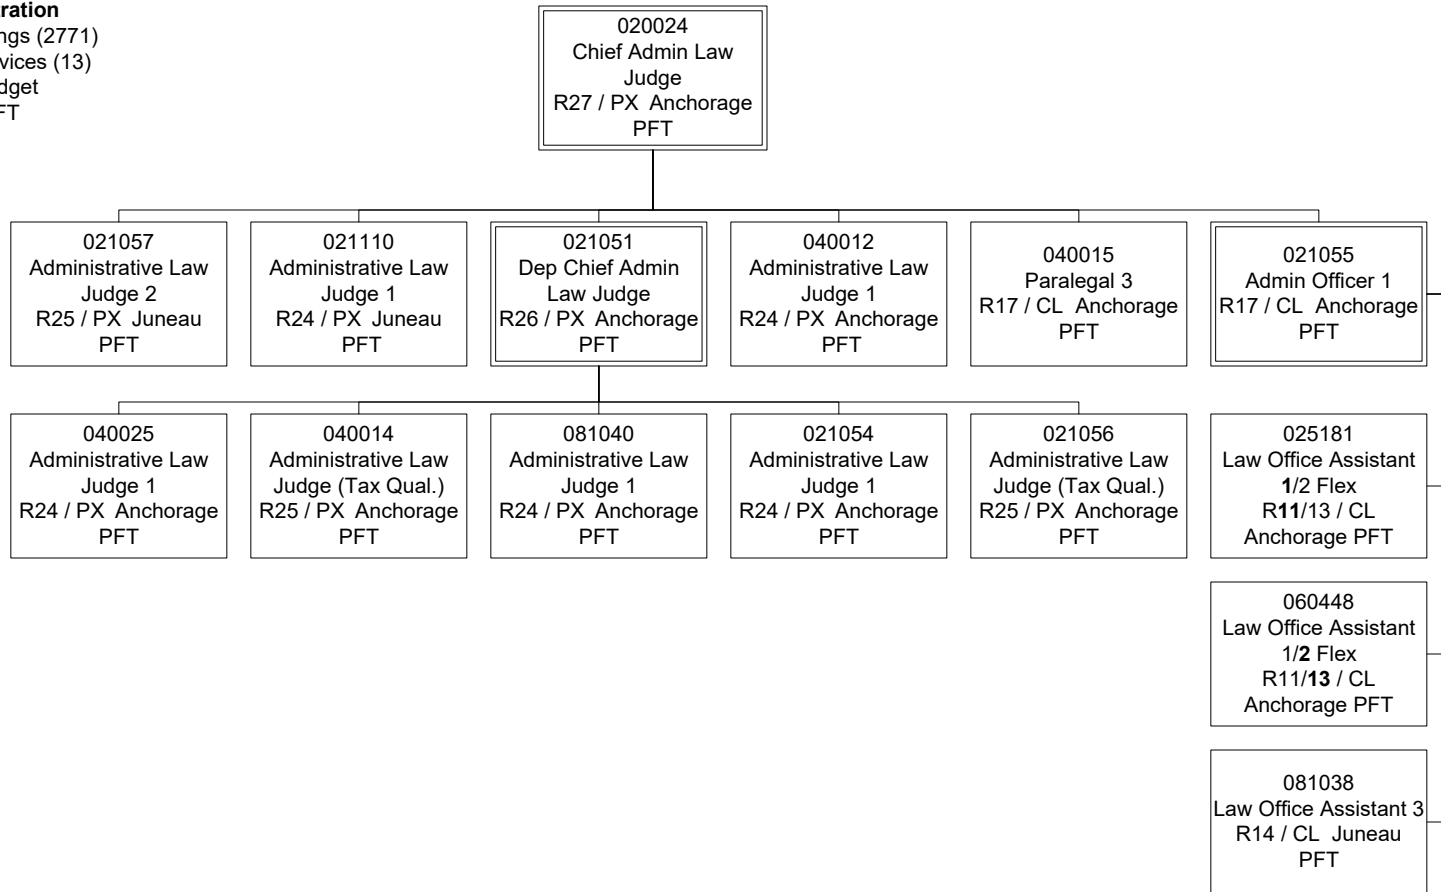 020024
Chief Admin Law
Judge
R27 / PX Anchorage
PFT
(2771)
(13)
021057
Administrative Law
Judge 2
R25 / PX Juneau
PFT
021110
Administrative Law
Judge 1
R24 / PX Juneau
PFT
021051
Dep Chief Admin
Law Judge
R26 / PX Anchorage
PFT
040012
Administrative Law
Judge 1
R24 / PX Anchorage
PFT
040015
Paralegal 3
R17 / CL Anchorage
PFT
021055
Admin Officer 1
R17 / CL Anchorage
PFT
040025
Administrative Law
Judge 1
R24 / PX Anchorage
PFT
040014
Administrative Law
Judge (Tax Qual.)
R25 / PX Anchorage
PFT
081040
Administrative Law
Judge 1
R24 / PX Anchorage
PFT
021054
Administrative Law
Judge 1
R24 / PX Anchorage
PFT
021056
Administrative Law
Judge (Tax Qual.)
R25 / PX Anchorage
PFT
025181
Law Office Assistant
1/2 Flex
R11/13 / CL
Anchorage PFT
060448
Law Office Assistant
1/2 Flex
R11/13 / CL
Anchorage PFT
081038
Law Office Assistant 3
R14 / CL Juneau
PFT